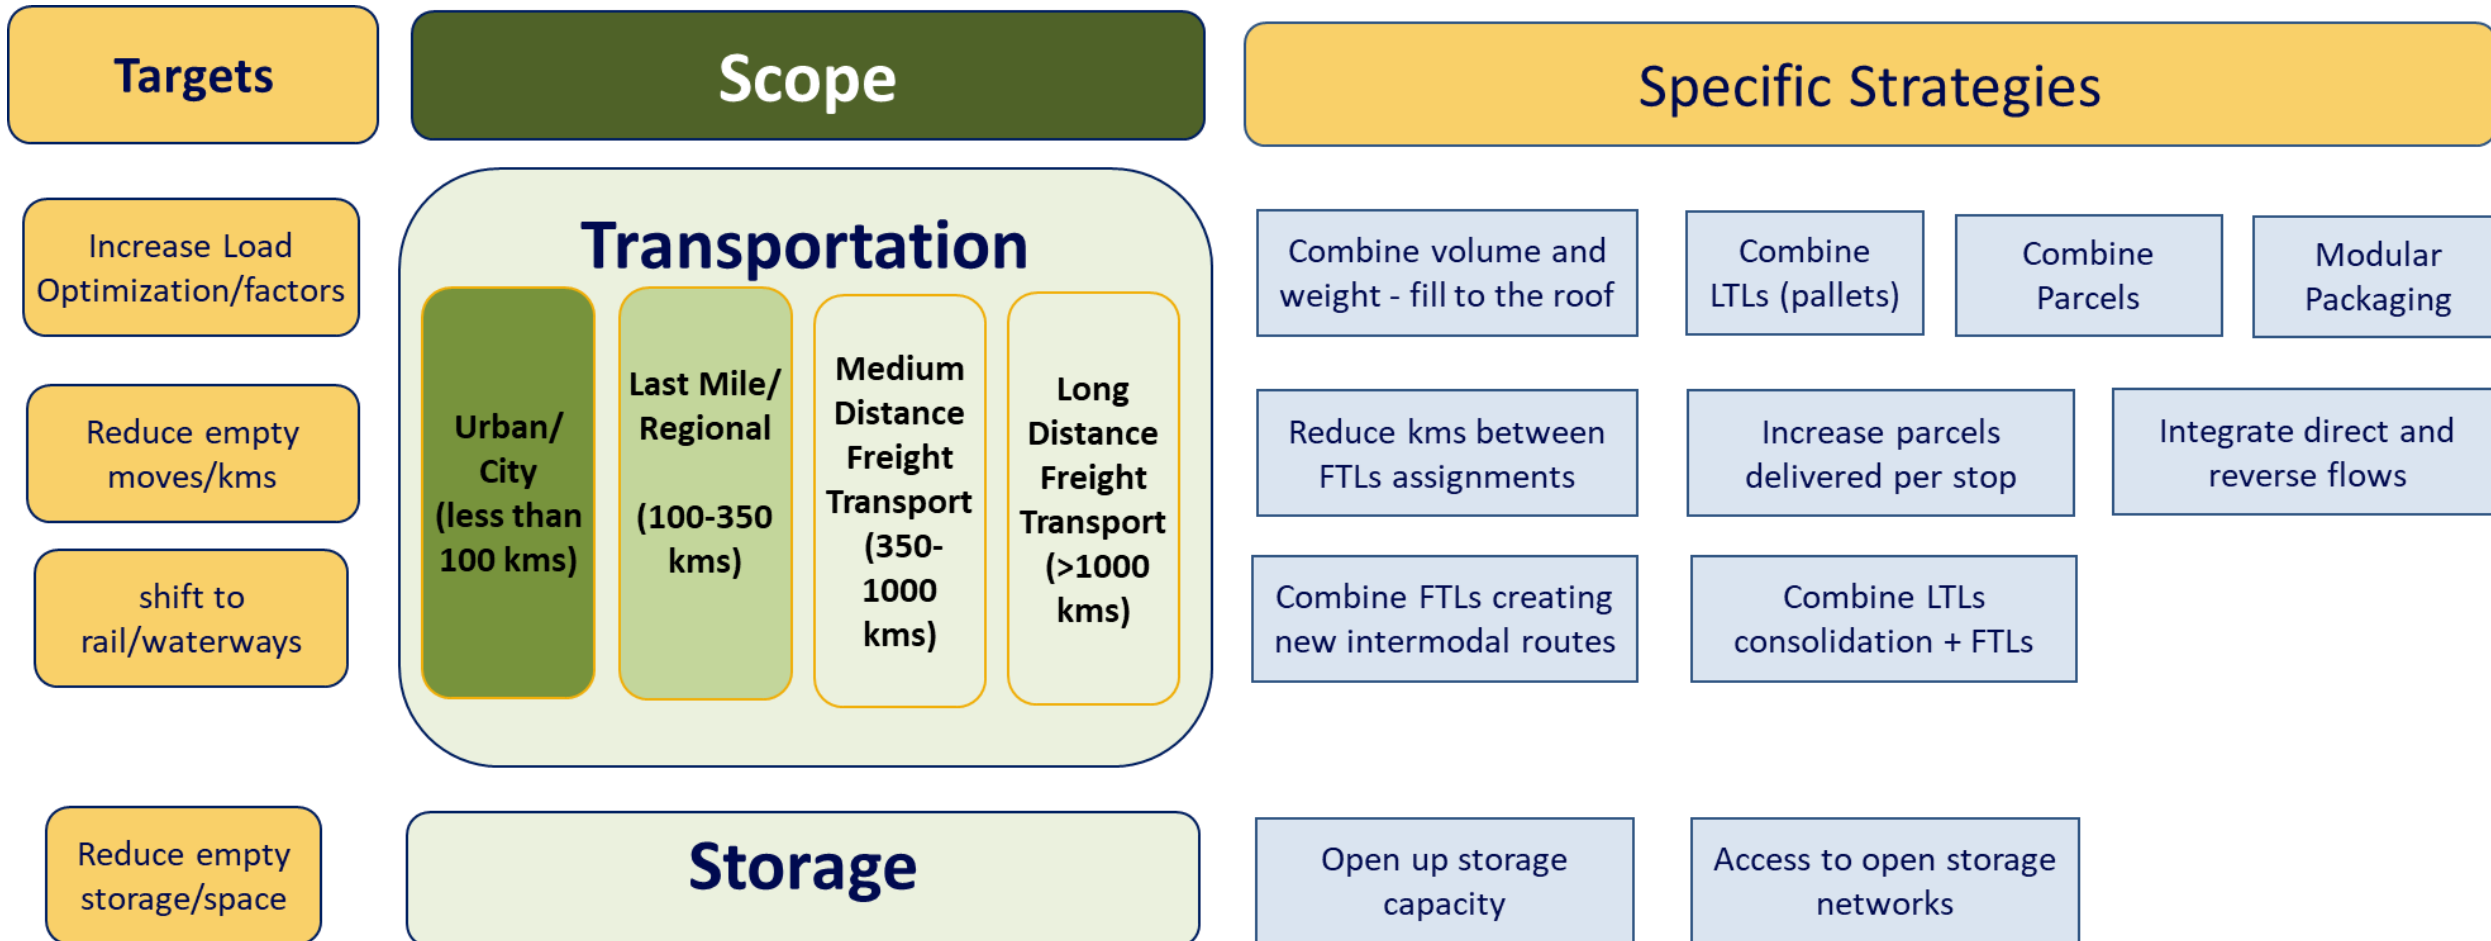 Targets
Scope
Specific Strategies
Increase Load
Optimization/factors
Reduce empty
moves/kms
shift to
rail/waterways
Transportation
Urban/
City
(less than
100 kms)
Last Mile/
Regional
(100-350
kms)
Medium
Distance
Freight
Transport
(350-
1000
kms)
Long
Distance
Freight
Transport
(>1000
kms)
Combine volume and
weight - fill to the roof
Combine
LTLs (pallets)
Combine
Parcels
Modular
Packaging
Reduce kms between
FTLs assignments
Increase parcels
delivered per stop
Integrate direct and
reverse flows
Combine FTLs creating
new intermodal routes
Combine LTLs
consolidation + FTLs
Reduce empty
storage/space
Storage
Open up storage
capacity
Access to open storage
networks